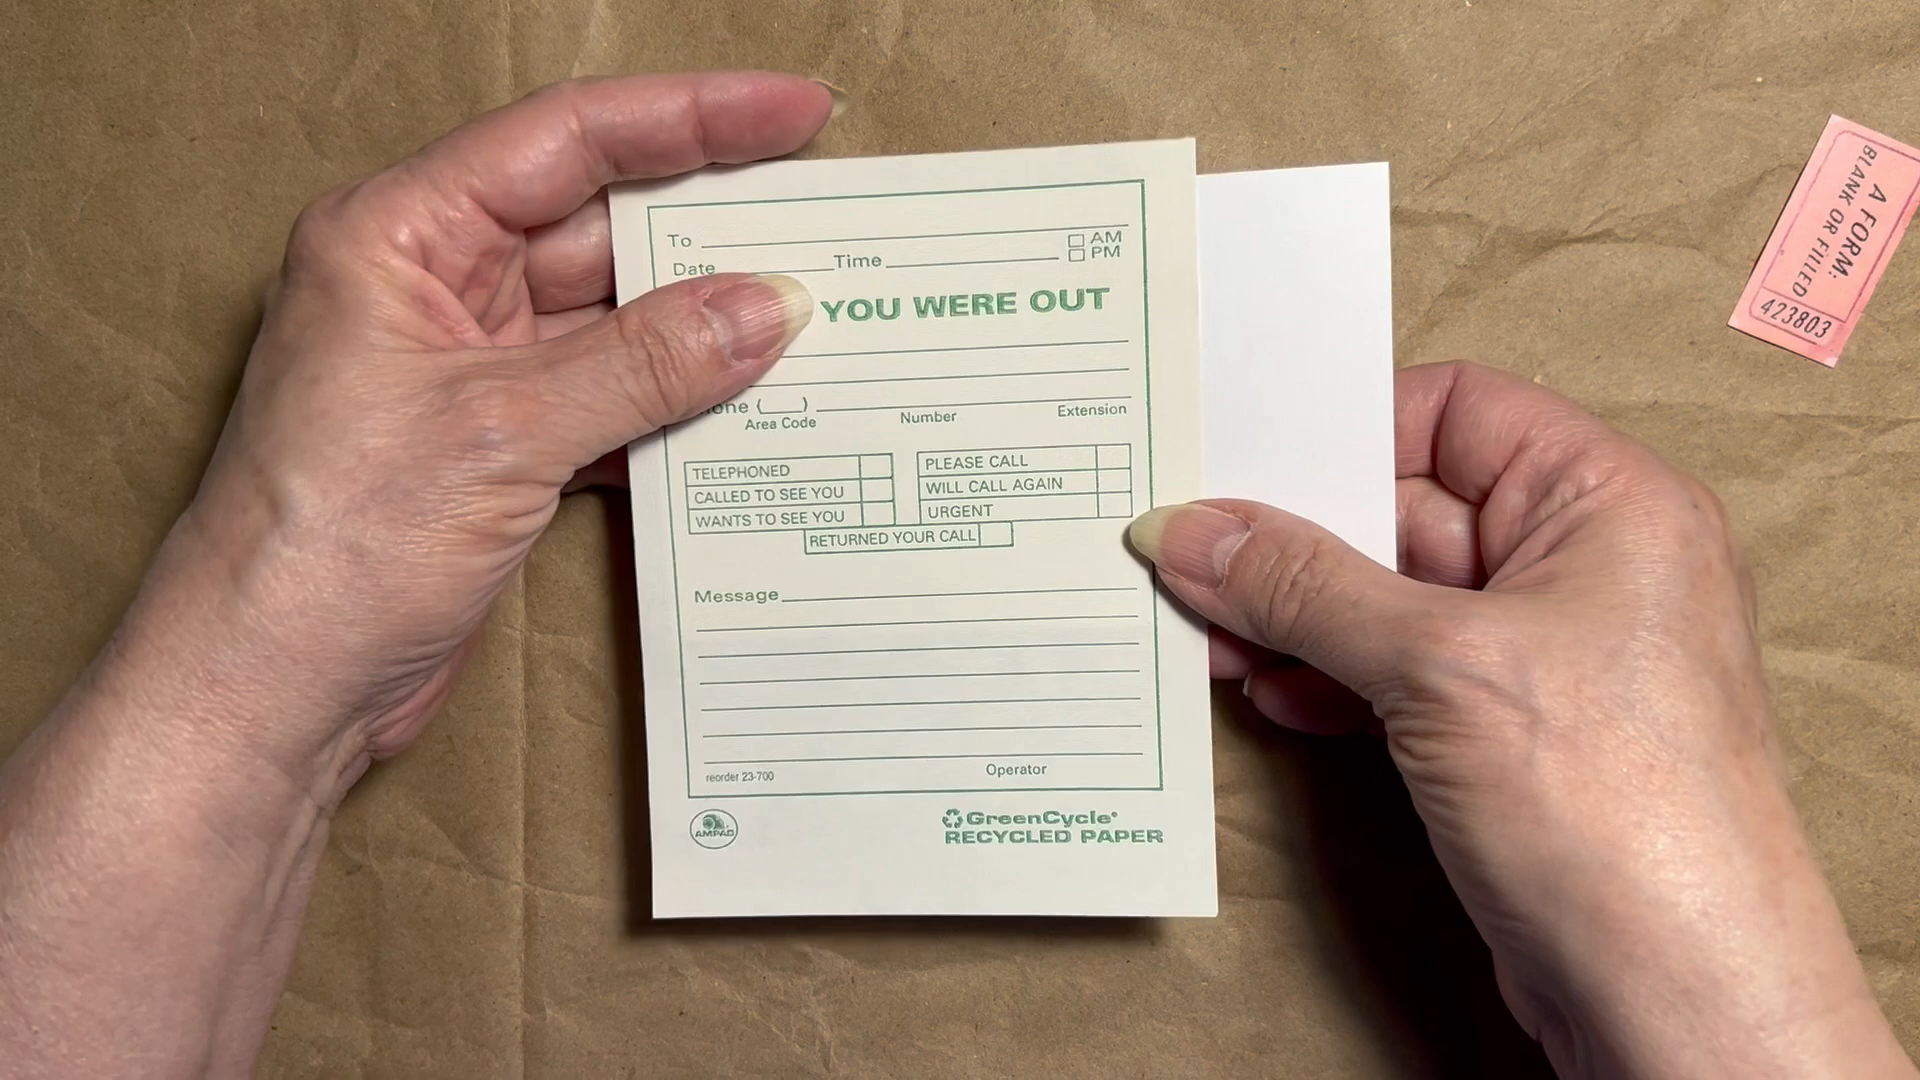 To
AM
Date Time PM
YOU WERE OUT
one ( )
Area Code Number Extension
TELEPHONED PLEASE CALL
CALLED TO SEE YOU WILL CALL AGAIN
WANTS TO SEE YOU URGENT
RETURNED YOUR CALL
Message
reorder 23-700 Operator
AMPAD
GreenCycle®
RECYCLED PAPER
A FORM:
BLANK OR FILLED
423803